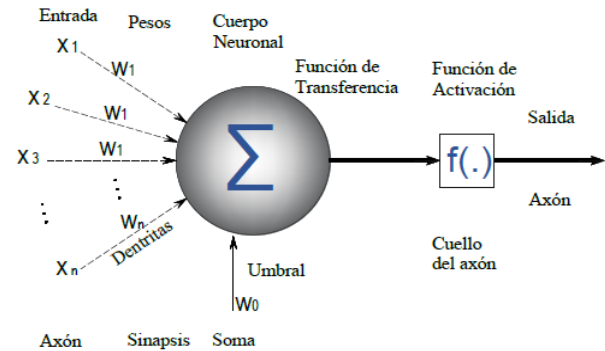 Entrada
Pesos
Cuerpo
Neuronal
X1
W1
X2
W1
X3
W1
Xn
Wn
Dentritas
Σ
Función de
Transferencia
Función de
Activación
f(.)
Salida
Axón
Cuello
del axón
Umbral
W0
Axón
Sinapsis
Soma